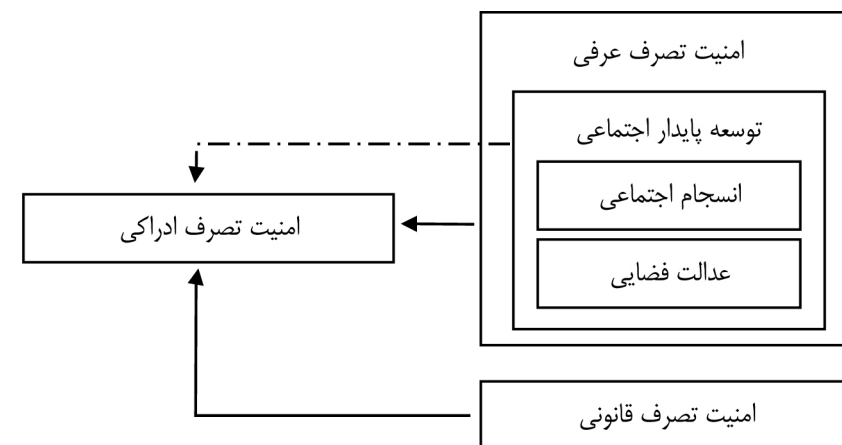 امنیت تصرف عرفی
توسعه پایدار اجتماعی
انسجام اجتماعی
امنیت تصرف ادراکی
عدالت فضایی
امنیت تصرف قانونی